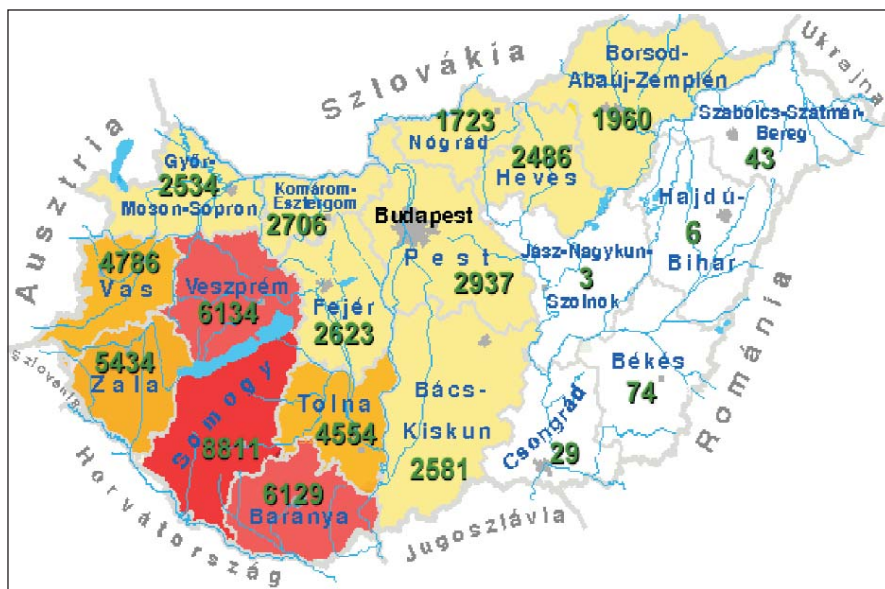 Szlovákia
Ukrajna
Ausztria
Borsod-
Abaúj-Zemplén
1960
Szabolcs-Szatmár-
Bereg
43
1723
Nógrád
2486
Heves
Győr-
2534
Moson-Sopron
Komárom-
Esztergom
2706
Budapest
Pest
2937
Hajdú-
6
Bihar
Jász-Nagykun-
3
Szolnok
4786
Vas
Veszprém
6134
Fejér
2623
5434
Zala
Szlovénia
Somogy
8811
Tolna
4554
Bács-
Kiskun
2581
Békés
74
Csongrád
29
Románia
6129
Baranya
Horvátország
Jugoszlávia